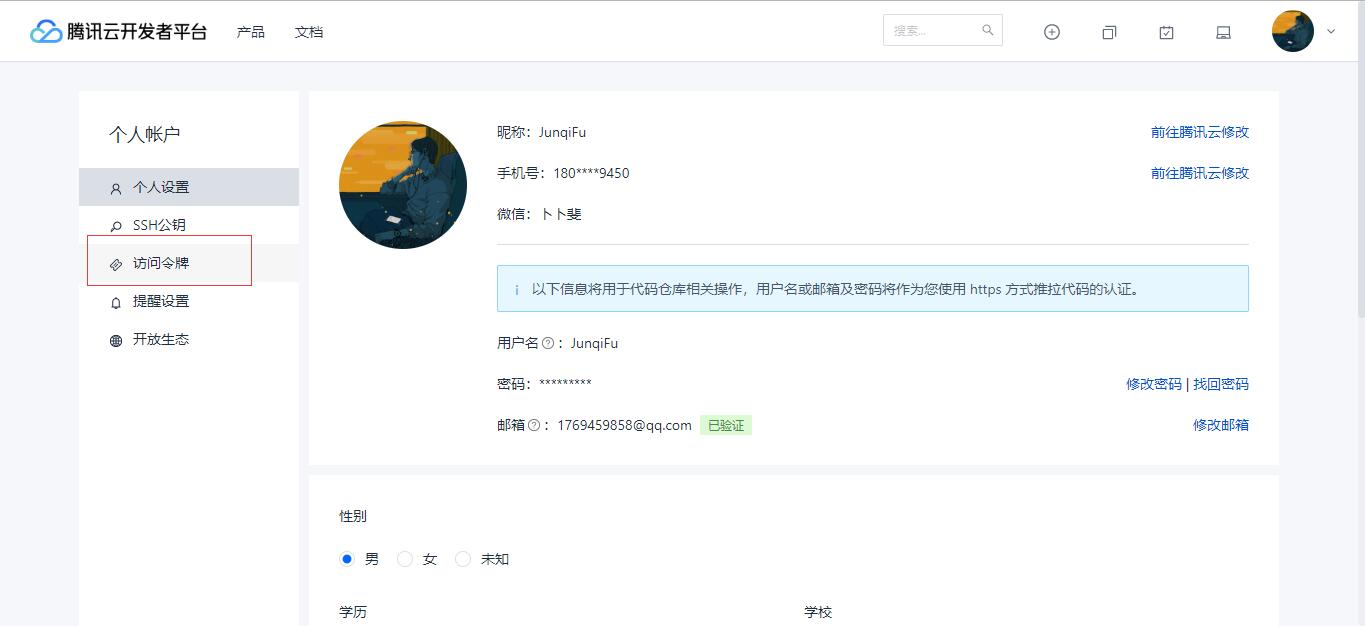 腾讯云开发者平台 产品 文档 搜索...
个人帐户
个人设置
SSH公钥
访问令牌
提醒设置
开放生态
昵称：JunqiFu 前往腾讯云修改
手机号：180****9450 前往腾讯云修改
微信：卜卜斐
以下信息将用于代码仓库相关操作，用户名或邮箱及密码将作为您使用 https 方式推拉代码的认证。
用户名：JunqiFu
密码：********* 修改密码 | 找回密码
邮箱：1769459858@qq.com 已验证 修改邮箱
性别
男 女 未知
学历 学校